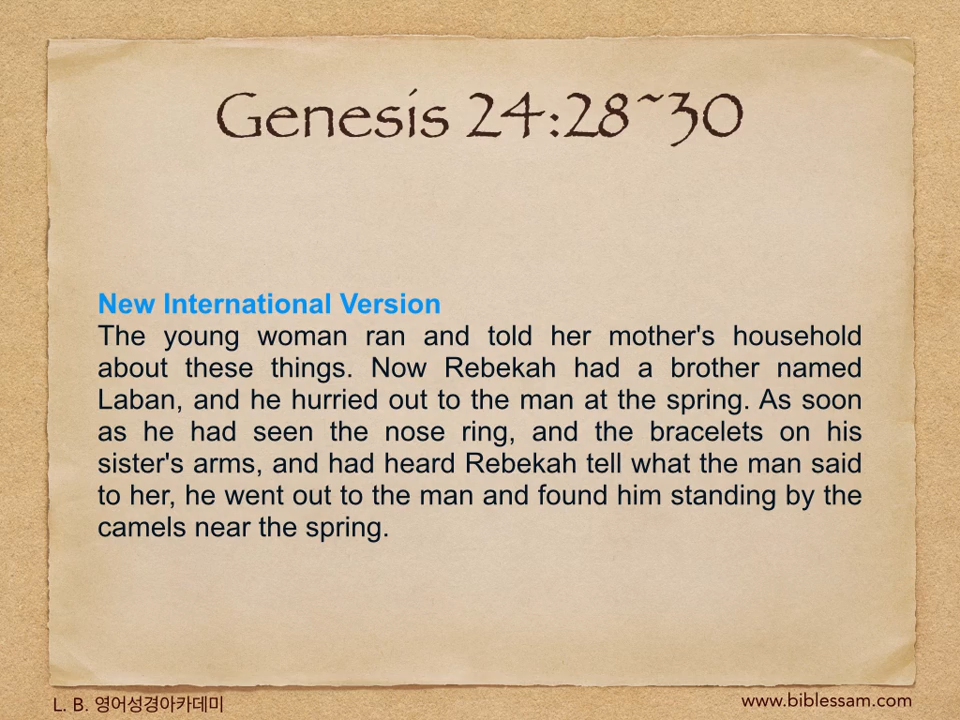 Genesis 24:28~30
New International Version
The young woman ran and told her mother's household
about these things. Now Rebekah had a brother named
Laban, and he hurried out to the man at the spring. As soon
as he had seen the nose ring, and the bracelets on his
sister's arms, and had heard Rebekah tell what the man said
to her, he went out to the man and found him standing by the
camels near the spring.
L. B. 영어성경아카데미
www.biblessam.com